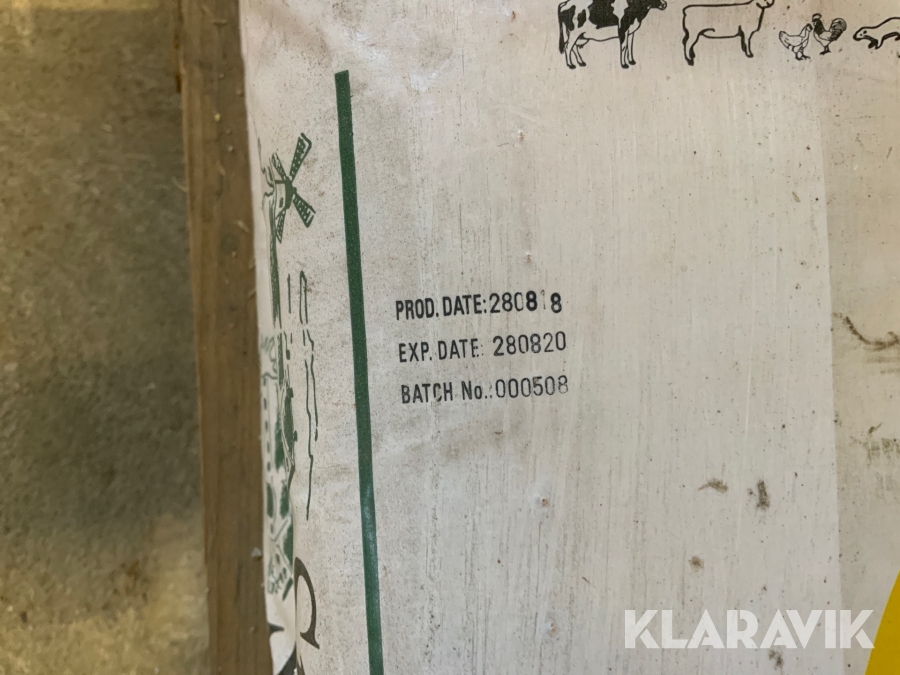 PROD. DATE:280818
EXP. DATE: 280820
BATCH No.:000508
KLARAVIK